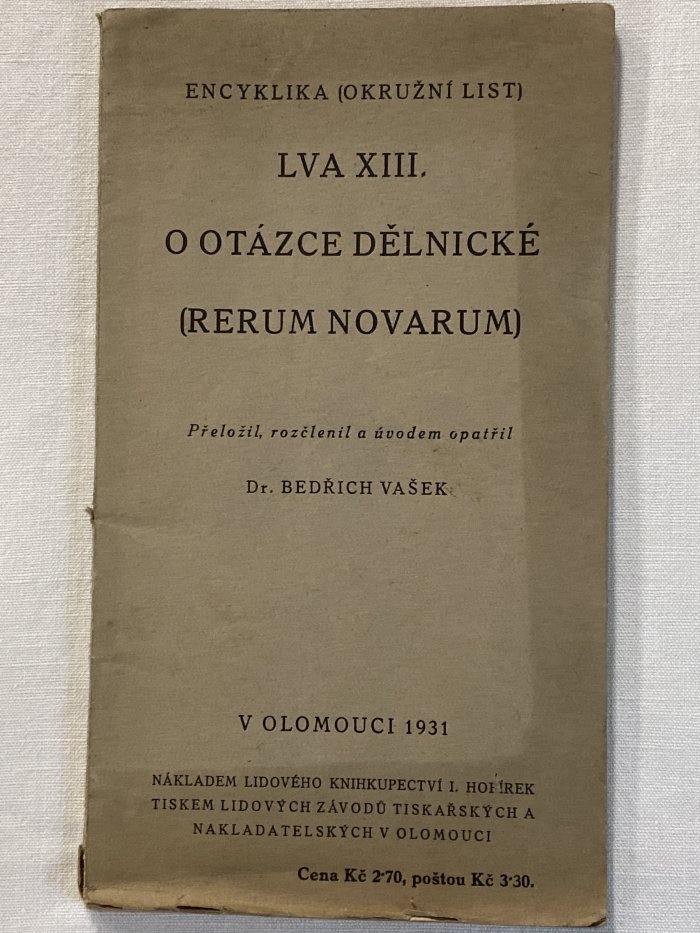 ENCYKLIKA (OKRUŽNÍ LIST)
LVA XIII.
O OTÁZCE DĚLNICKÉ
(RERUM NOVARUM)
Přeložil, rozčlenil a úvodem opatřil
Dr. BEDŘICH VAŠEK
V OLOMOUCI 1931
NÁKLADEM LIDOVÉHO KNIHKUPECTVÍ I.
TISKEM LIDOVÝCH ZÁVODŮ TISKAŘSKÝCH A
NAKLADATELSKÝCH V OLOMOUCI
Cena Kč 2·70, poštou Kč 3·30.